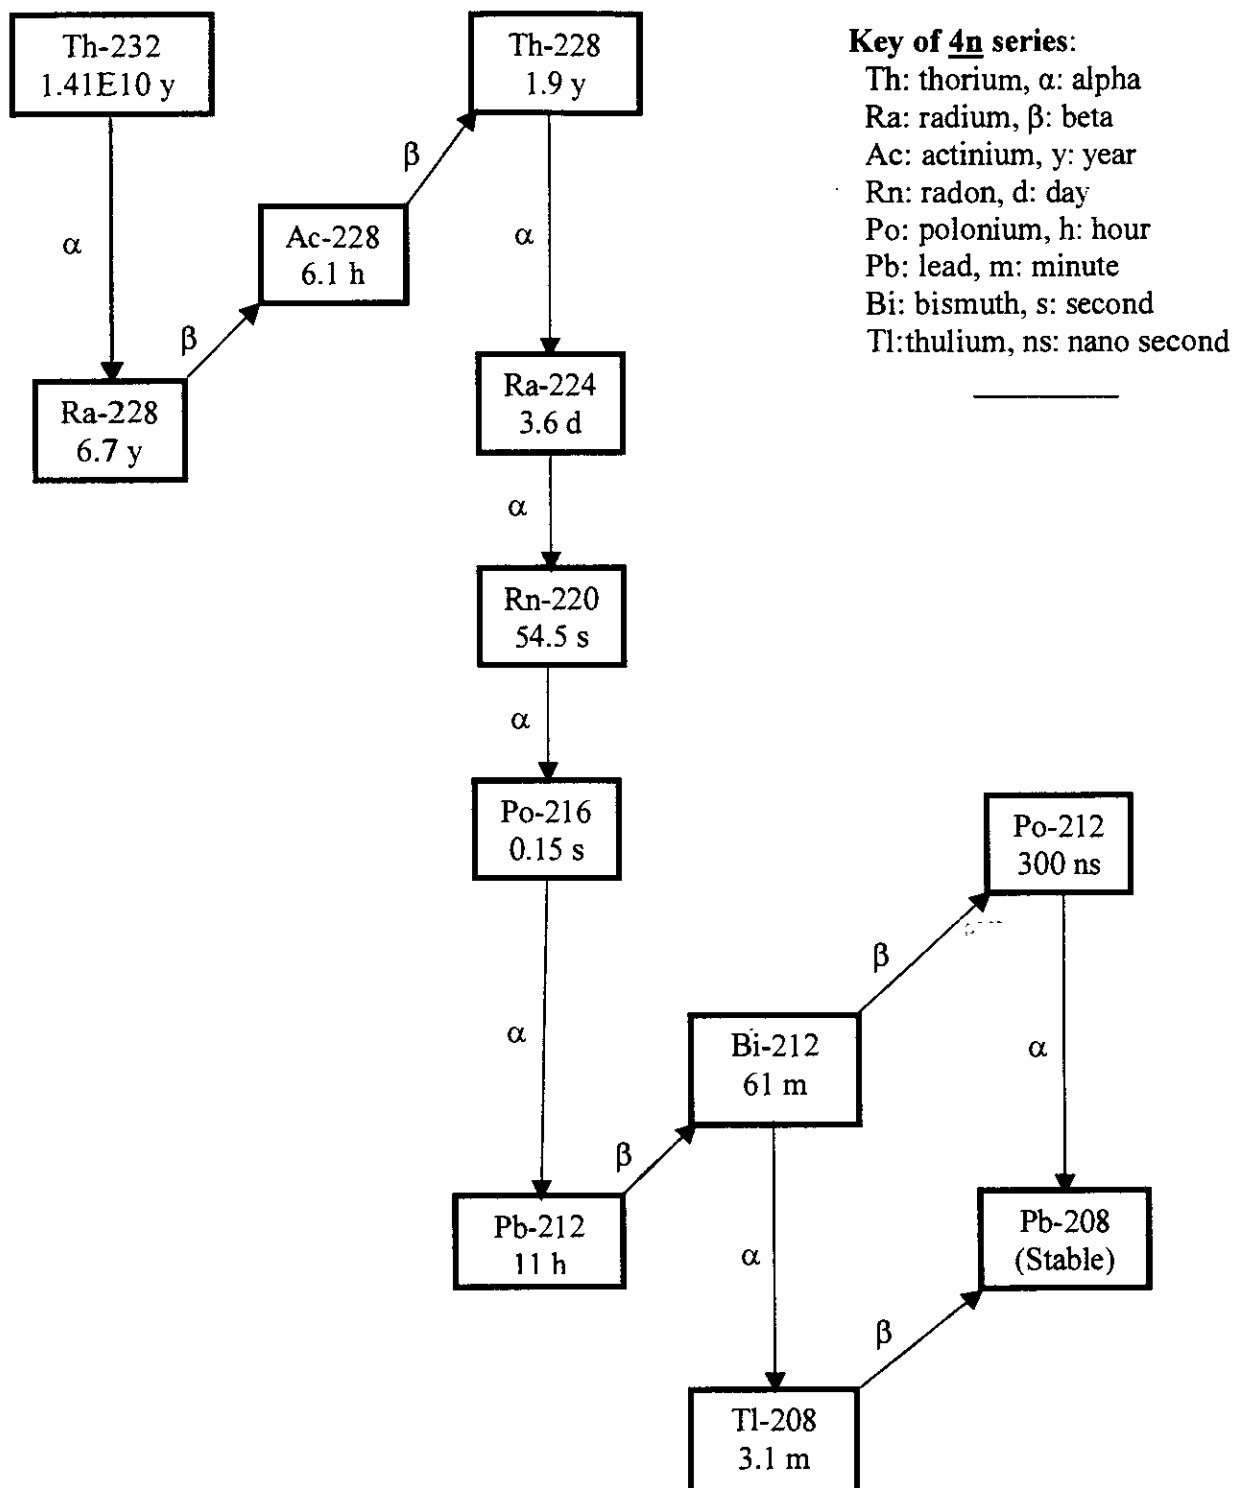 Th-232
1.41E10 y
Th-228
1.9 y
Key of 4n series:
Th: thorium, α: alpha
Ra: radium, β: beta
Ac: actinium, y: year
Rn: radon, d: day
Po: polonium, h: hour
Pb: lead, m: minute
Bi: bismuth, s: second
Tl:thulium, ns: nano second
β
α
Ac-228
6.1 h
α
β
Ra-228
6.7 y
Ra-224
3.6 d
α
Rn-220
54.5 s
α
Po-216
0.15 s
Po-212
300 ns
β
α
Bi-212
61 m
α
β
Pb-212
11 h
Pb-208
(Stable)
α
β
Tl-208
3.1 m